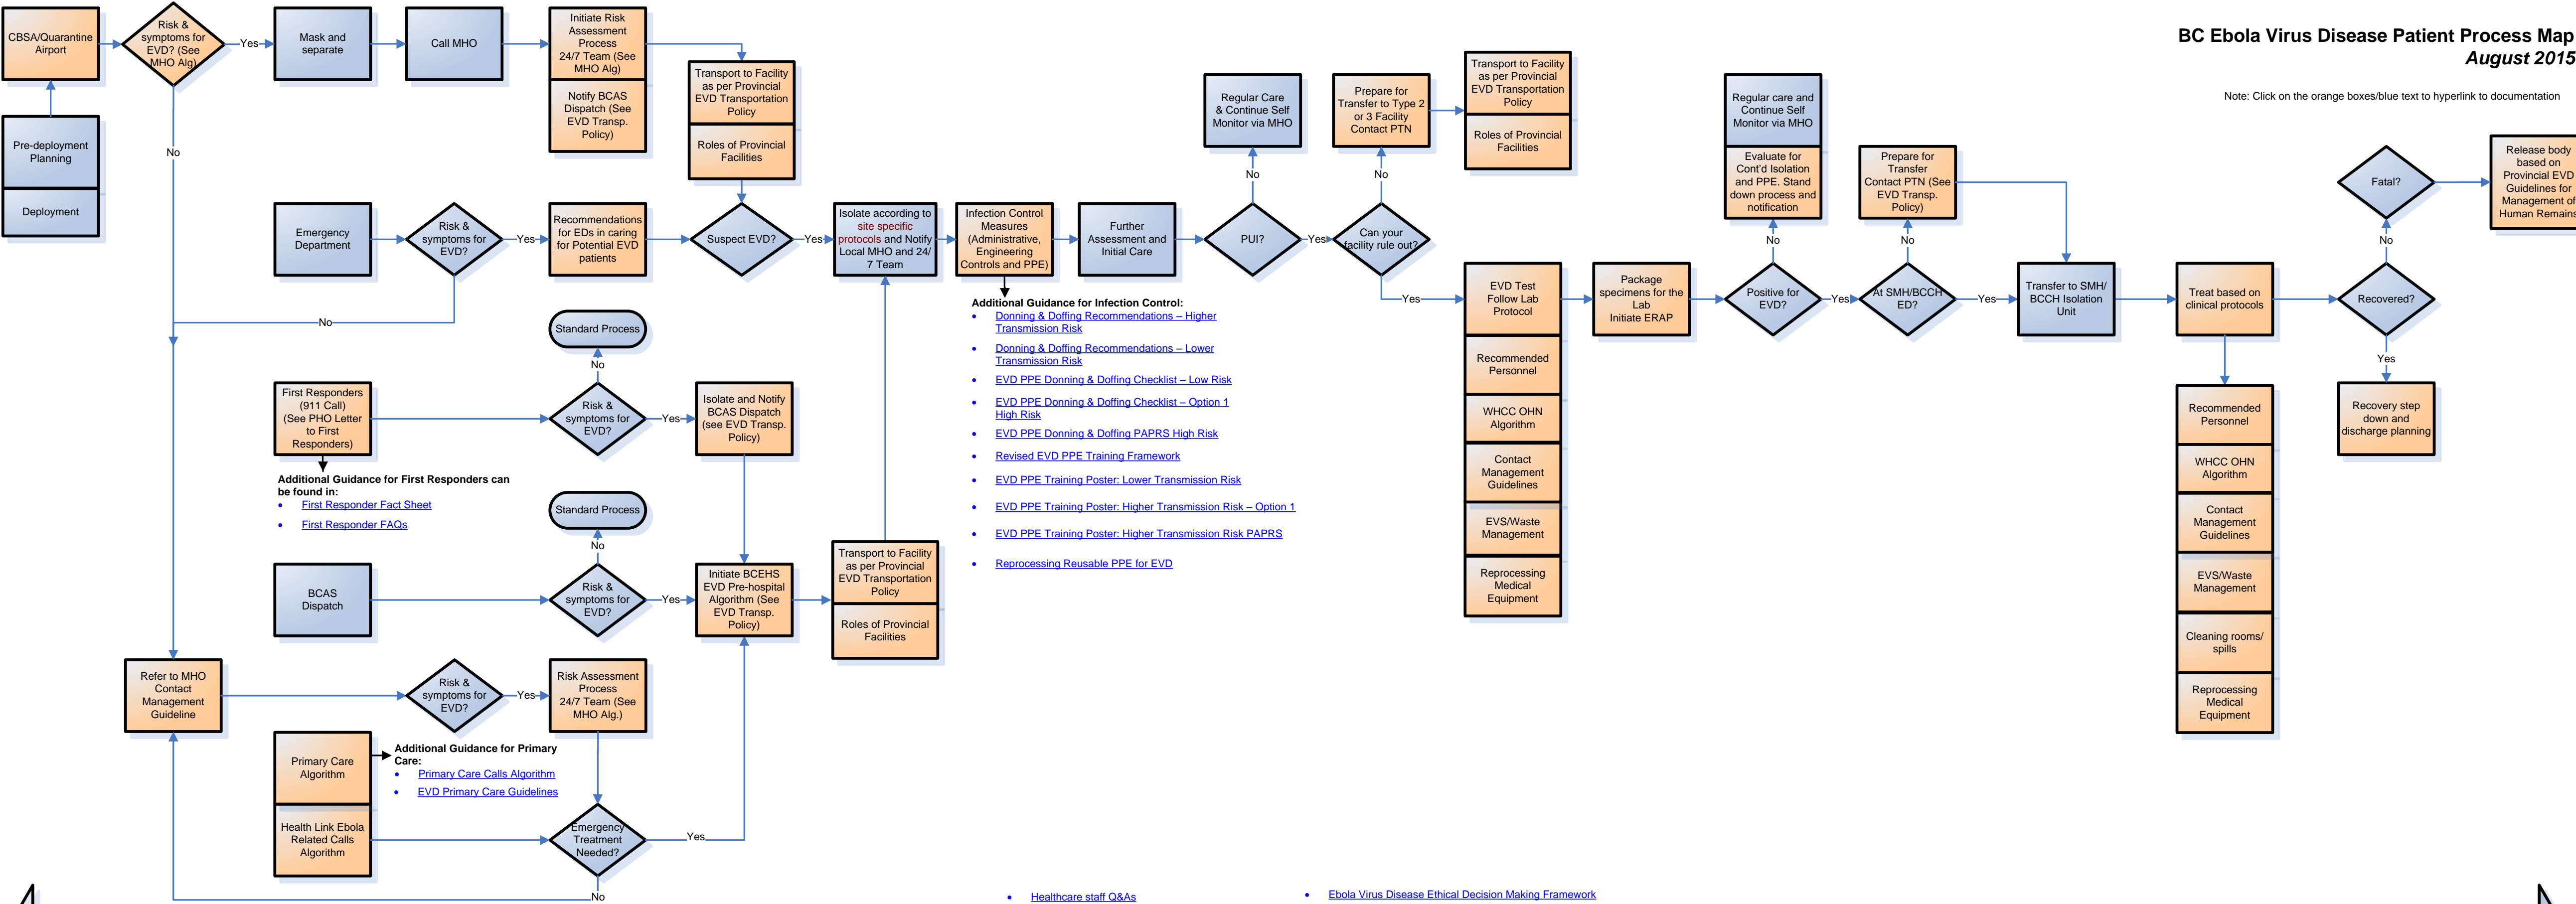 BC Ebola Virus Disease Patient Process Map
August 2015
Note: Click on the orange boxes/blue text to hyperlink to documentation
CBSA/Quarantine
Airport
Risk &
symptoms for
EVD? (See
MHO Alg)
Yes
Mask and
separate
Call MHO
Initiate Risk
Assessment
Process
24/7 Team (See
MHO Alg)
Notify BCAS
Dispatch (See
EVD Transp.
Policy)
Transport to Facility
as per Provincial
EVD Transportation
Policy
Roles of Provincial
Facilities
Pre-deployment
Planning
Deployment
No
Emergency
Department
Risk &
symptoms for
EVD?
Yes
Recommendations
for EDs in caring
for Potential EVD
patients
Suspect EVD?
Yes
Isolate according to
site specific
protocols and Notify
Local MHO and 24/
7 Team
Infection Control
Measures
(Administrative,
Engineering
Controls and PPE)
Further
Assessment and
Initial Care
PUI?
No
Regular Care
& Continue Self
Monitor via MHO
Yes
Can your
facility rule out?
No
Prepare for
Transfer to Type 2
or 3 Facility
Contact PTN
Transport to Facility
as per Provincial
EVD Transportation
Policy
Roles of Provincial
Facilities
Yes
EVD Test
Follow Lab
Protocol
Recommended
Personnel
WHCC OHN
Algorithm
Contact
Management
Guidelines
EVS/Waste
Management
Reprocessing
Medical
Equipment
Package
specimens for the
Lab
Initiate ERAP
Positive for
EVD?
No
Regular care and
Continue Self
Monitor via MHO
Evaluate for
Cont'd Isolation
and PPE. Stand
down process and
notification
Yes
At SMH/BCCH
ED?
No
Prepare for
Transfer
Contact PTN (See
EVD Transp.
Policy)
Yes
Transfer to SMH/
BCCH Isolation
Unit
Treat based on
clinical protocols
Recommended
Personnel
WHCC OHN
Algorithm
Contact
Management
Guidelines
EVS/Waste
Management
Cleaning rooms/
spills
Reprocessing
Medical
Equipment
Recovered?
No
Fatal?
Release body
based on
Provincial EVD
Guidelines for
Management of
Human Remains
Yes
Recovery step
down and
discharge planning
No
Additional Guidance for Infection Control:
• Donning & Doffing Recommendations – Higher
Transmission Risk
• Donning & Doffing Recommendations – Lower
Transmission Risk
• EVD PPE Donning & Doffing Checklist – Low Risk
• EVD PPE Donning & Doffing Checklist – Option 1
High Risk
• EVD PPE Donning & Doffing PAPRS High Risk
• Revised EVD PPE Training Framework
• EVD PPE Training Poster: Lower Transmission Risk
• EVD PPE Training Poster: Higher Transmission Risk – Option 1
• EVD PPE Training Poster: Higher Transmission Risk PAPRS
• Reprocessing Reusable PPE for EVD
Standard Process
No
First Responders
(911 Call)
(See PHO Letter
to First
Responders)
Risk &
symptoms for
EVD?
Yes
Isolate and Notify
BCAS Dispatch
(see EVD Transp.
Policy)
Additional Guidance for First Responders can
be found in:
• First Responder Fact Sheet
• First Responder FAQs
Standard Process
No
BCAS
Dispatch
Risk &
symptoms for
EVD?
Yes
Initiate BCEHS
EVD Pre-hospital
Algorithm (See
EVD Transp.
Policy)
Transport to Facility
as per Provincial
EVD Transportation
Policy
Roles of Provincial
Facilities
Refer to MHO
Contact
Management
Guideline
Risk &
symptoms for
EVD?
Yes
Risk Assessment
Process
24/7 Team (See
MHO Alg.)
Primary Care
Algorithm
Additional Guidance for Primary
Care:
• Primary Care Calls Algorithm
• EVD Primary Care Guidelines
Health Link Ebola
Related Calls
Algorithm
Emergency
Treatment
Needed?
Yes
No
• Healthcare staff Q&As
• Ebola Virus Disease Ethical Decision Making Framework